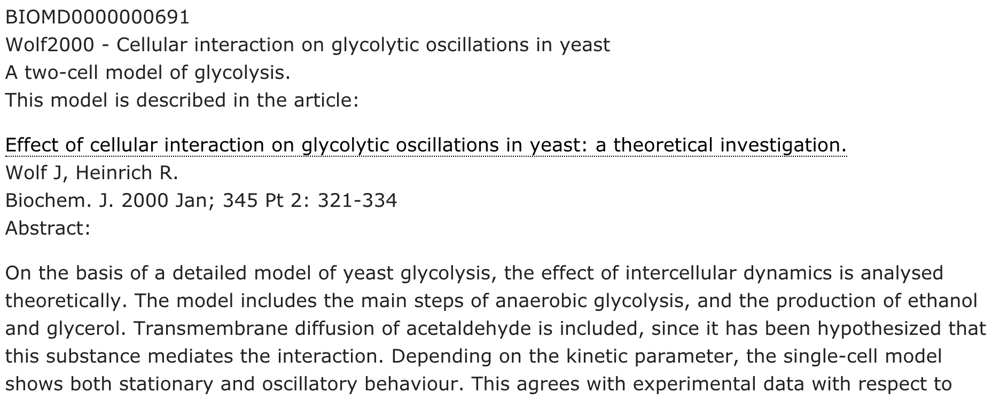 BIOMD0000000691
Wolf2000 - Cellular interaction on glycolytic oscillations in yeast
A two-cell model of glycolysis.
This model is described in the article:
Effect of cellular interaction on glycolytic oscillations in yeast: a theoretical investigation.
Wolf J, Heinrich R.
Biochem. J. 2000 Jan; 345 Pt 2: 321-334
Abstract:
On the basis of a detailed model of yeast glycolysis, the effect of intercellular dynamics is analysed
theoretically. The model includes the main steps of anaerobic glycolysis, and the production of ethanol
and glycerol. Transmembrane diffusion of acetaldehyde is included, since it has been hypothesized that
this substance mediates the interaction. Depending on the kinetic parameter, the single-cell model
shows both stationary and oscillatory behaviour. This agrees with experimental data with respect to